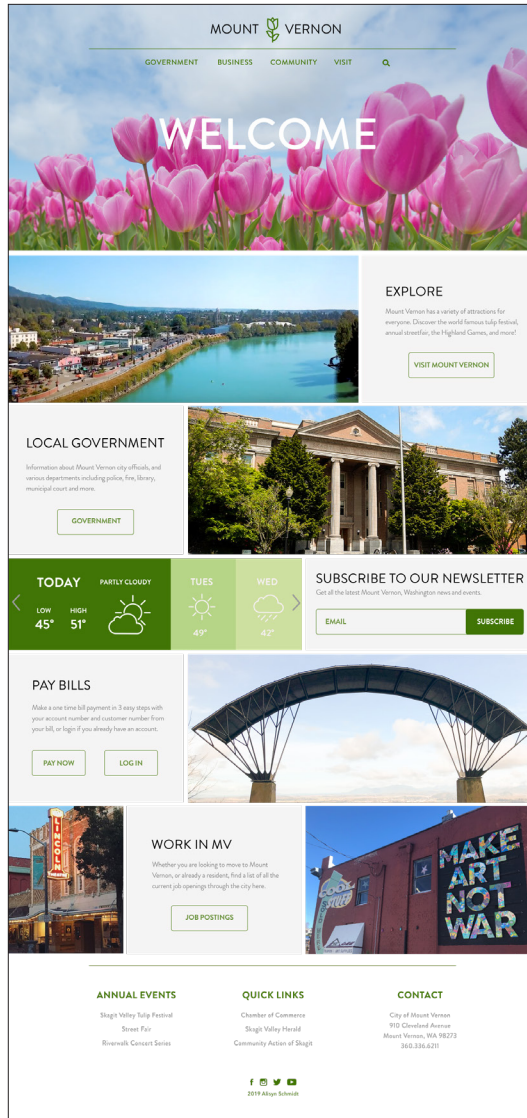 MOUNT VERNON
GOVERNMENT BUSINESS COMMUNITY VISIT
WELCOME
EXPLORE
Mount Vernon has a variety of attractions for
everyone. Discover the world famous tulip festival,
annual streetfair, the Highland Games, and more!
VISIT MOUNT VERNON
LOCAL GOVERNMENT
Information about Mount Vernon city officials, and
various departments including police, fire, library,
municipal court and more.
GOVERNMENT
TODAY PARTLY CLOUDY
LOW HIGH
45° 51°
TUES
49°
WED
42°
SUBSCRIBE TO OUR NEWSLETTER
Get all the latest Mount Vernon, Washington news and events.
EMAIL SUBSCRIBE
PAY BILLS
Make a one time bill payment in 3 easy steps with
your account number and customer number from
your bill, or login if you already have an account.
PAY NOW LOG IN
LINCOLN
THEATRE
WORK IN MV
Whether you are looking to move to Mount
Vernon, or already a resident, find a list of all the
current job openings through the city here.
JOB POSTINGS
MAKE
ART
NOT
WAR
ANNUAL EVENTS
Skagit Valley Tulip Festival
Street Fair
Riverwalk Concert Series
QUICK LINKS
Chamber of Commerce
Skagit Valley Herald
Community Action of Skagit
CONTACT
City of Mount Vernon
910 Cleveland Avenue
Mount Vernon, WA 98273
360.336.6211
2019 Absyn Schmidt